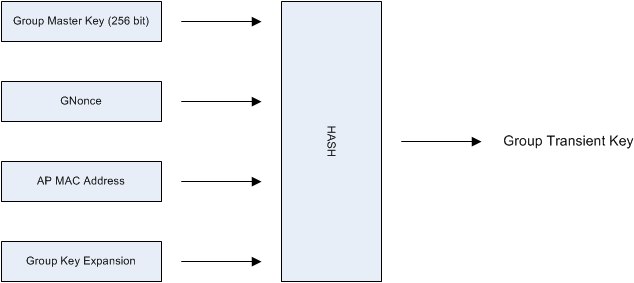 Group Master Key (256 bit)
GNonce
AP MAC Address
Group Key Expansion
HASH
Group Transient Key